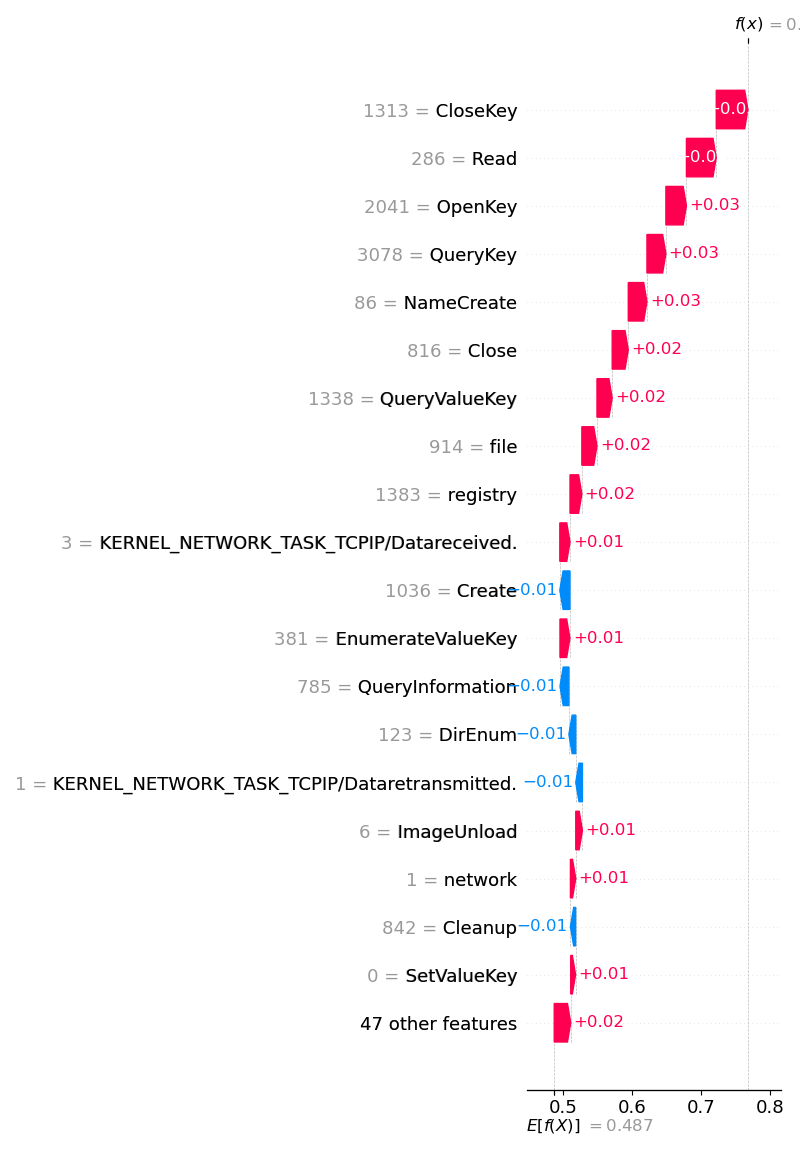 f(x) = 0.
1313 = CloseKey
286 = Read
2041 = OpenKey +0.03
3078 = QueryKey +0.03
86 = NameCreate +0.03
816 = Close +0.02
1338 = QueryValueKey +0.02
914 = file +0.02
1383 = registry +0.02
3 = KERNEL_NETWORK_TASK_TCPIP/Datareceived. +0.01
1036 = Create −0.01
381 = EnumerateValueKey +0.01
785 = QueryInformation −0.01
123 = DirEnum −0.01
1 = KERNEL_NETWORK_TASK_TCPIP/Dataretransmitted. −0.01
6 = ImageUnload +0.01
1 = network +0.01
842 = Cleanup −0.01
0 = SetValueKey +0.01
47 other features +0.02
0.5 0.6 0.7 0.8
E[f(X)] = 0.487